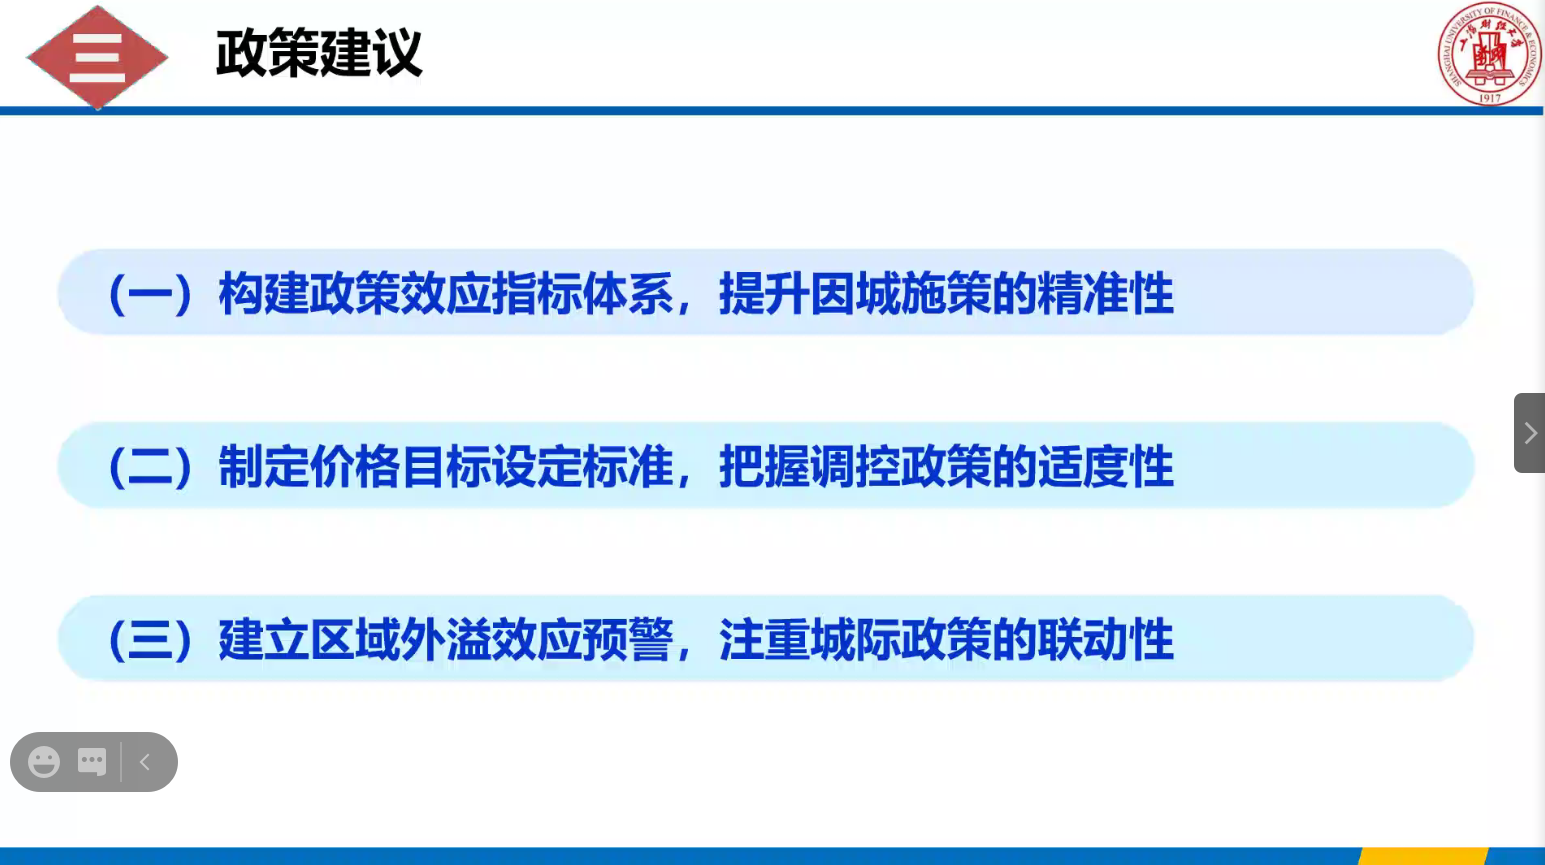 三
政策建议
SHANGHAI UNIVERSITY OF FINANCE & ECONOMICS
上海财经大学
1917
（一）构建政策效应指标体系，提升因城施策的精准性
（二）制定价格目标设定标准，把握调控政策的适度性
（三）建立区域外溢效应预警，注重城际政策的联动性